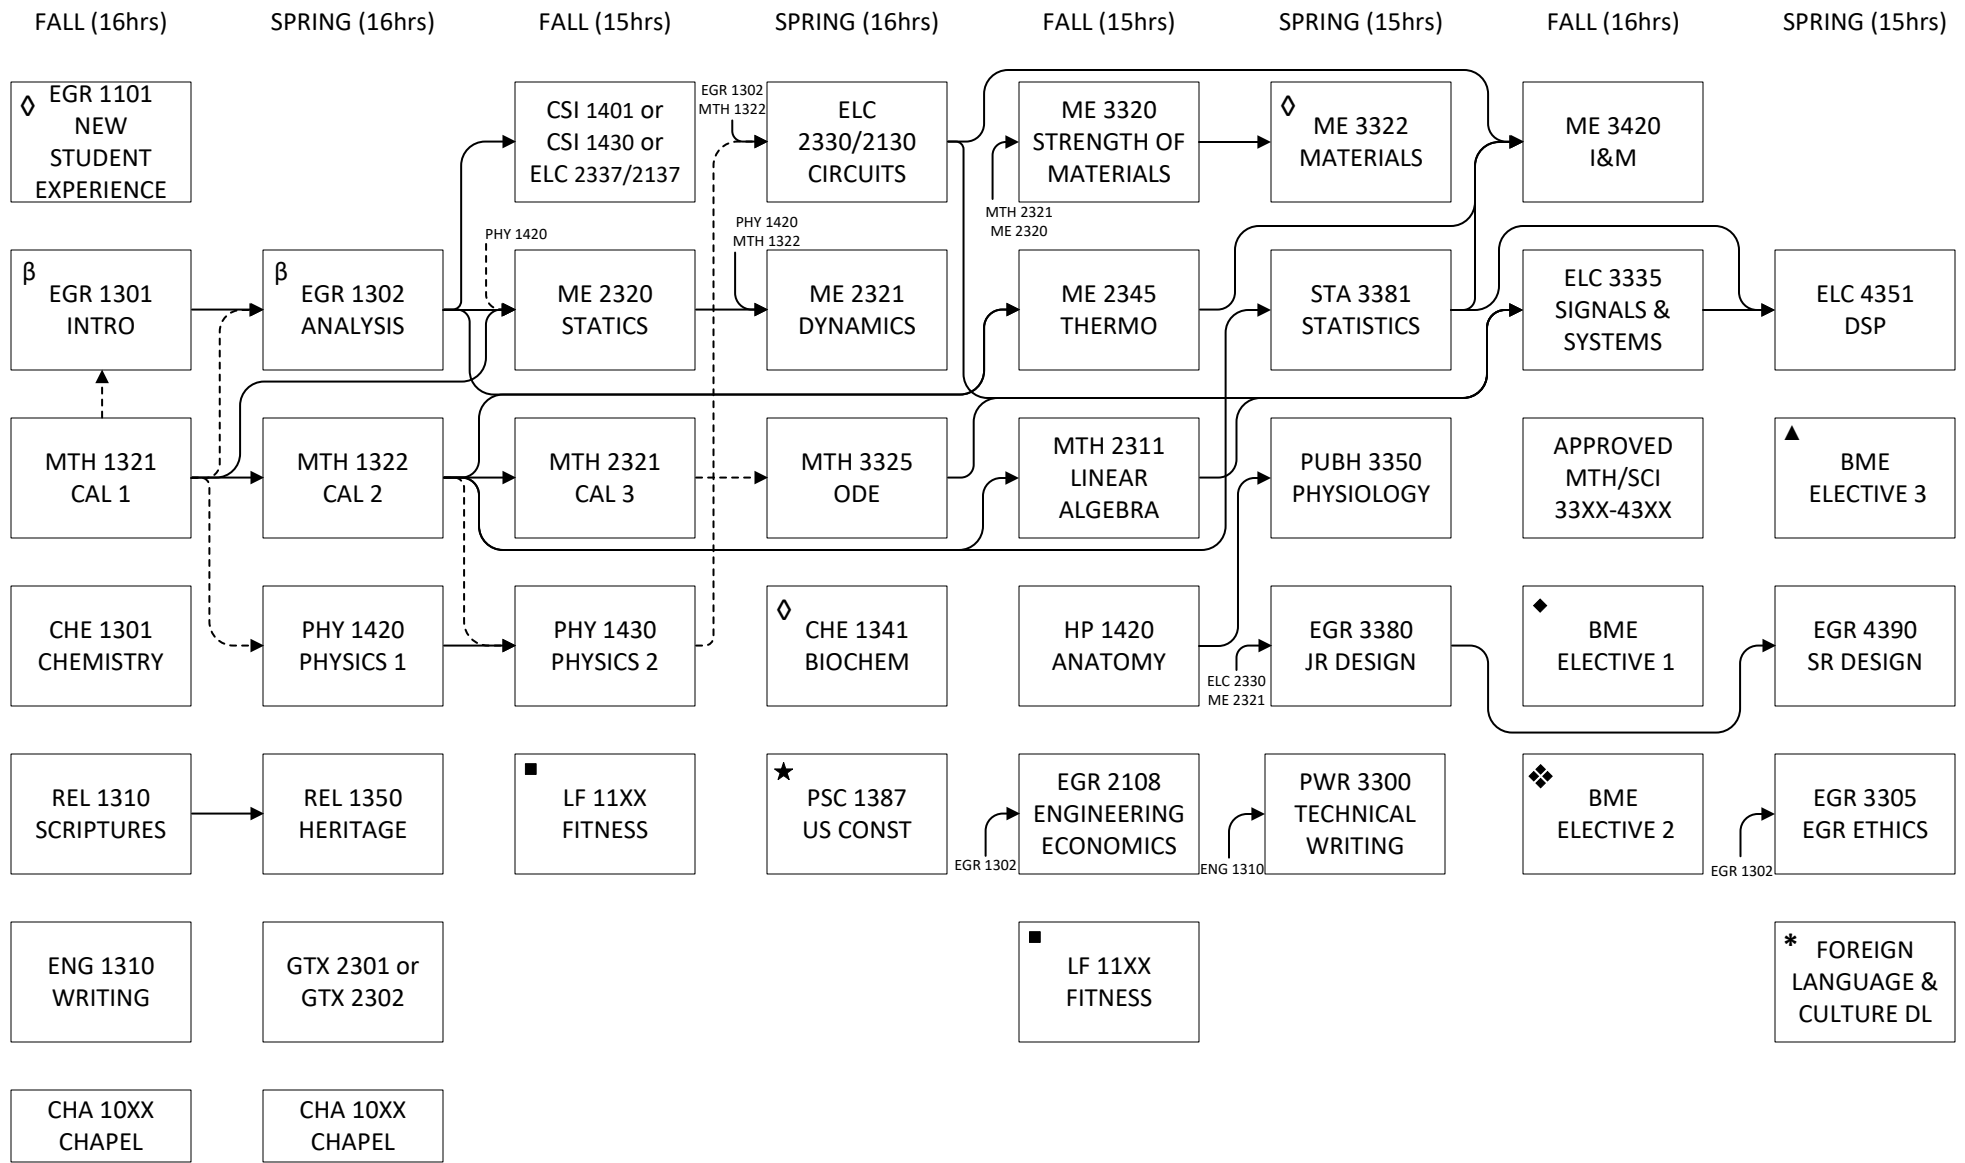 FALL (16hrs)
SPRING (16hrs)
FALL (15hrs)
SPRING (16hrs)
FALL (15hrs)
SPRING (15hrs)
FALL (16hrs)
SPRING (15hrs)
◊ EGR 1101
NEW
STUDENT
EXPERIENCE
CSI 1401 or
CSI 1430 or
ELC 2337/2137
EGR 1302
MTH 1322
ELC
2330/2130
CIRCUITS
ME 3320
STRENGTH OF
MATERIALS
MTH 2321
ME 2320
◊
ME 3322
MATERIALS
ME 3420
I&M
β
EGR 1301
INTRO
β
EGR 1302
ANALYSIS
PHY 1420
ME 2320
STATICS
PHY 1420
MTH 1322
ME 2321
DYNAMICS
ME 2345
THERMO
STA 3381
STATISTICS
ELC 3335
SIGNALS &
SYSTEMS
ELC 4351
DSP
MTH 1321
CAL 1
MTH 1322
CAL 2
MTH 2321
CAL 3
MTH 3325
ODE
MTH 2311
LINEAR
ALGEBRA
PUBH 3350
PHYSIOLOGY
APPROVED
MTH/SCI
33XX-43XX
▲
BME
ELECTIVE 3
CHE 1301
CHEMISTRY
PHY 1420
PHYSICS 1
PHY 1430
PHYSICS 2
◊
CHE 1341
BIOCHEM
HP 1420
ANATOMY
ELC 2330
ME 2321
EGR 3380
JR DESIGN
◆
BME
ELECTIVE 1
EGR 4390
SR DESIGN
REL 1310
SCRIPTURES
REL 1350
HERITAGE
■
LF 11XX
FITNESS
★
PSC 1387
US CONST
EGR 1302
EGR 2108
ENGINEERING
ECONOMICS
ENG 1310
PWR 3300
TECHNICAL
WRITING
❖
BME
ELECTIVE 2
EGR 1302
EGR 3305
EGR ETHICS
ENG 1310
WRITING
GTX 2301 or
GTX 2302
■
LF 11XX
FITNESS
* FOREIGN
LANGUAGE &
CULTURE DL
CHA 10XX
CHAPEL
CHA 10XX
CHAPEL